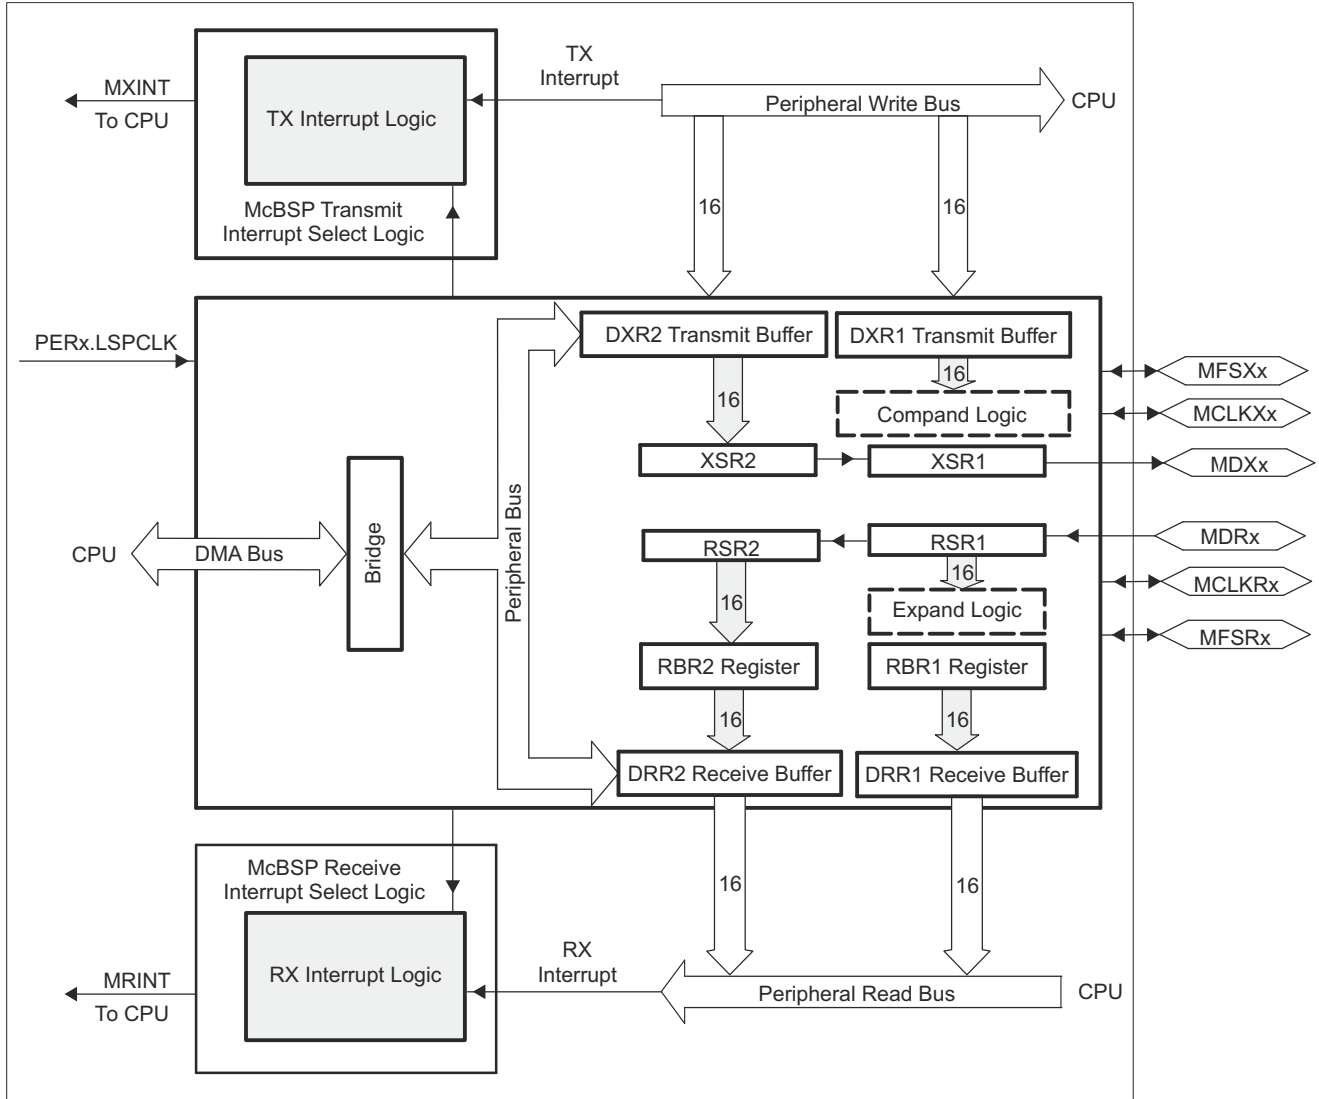 TX
Interrupt
MXINT
To CPU
TX Interrupt Logic
Peripheral Write Bus
CPU
McBSP Transmit
Interrupt Select Logic
16
16
PERx.LSPCLK
DXR2 Transmit Buffer
DXR1 Transmit Buffer
16
16
Compand Logic
XSR2
XSR1
MFSXx
MCLKXx
MDXx
CPU
DMA Bus
Bridge
Peripheral Bus
RSR2
RSR1
16
16
Expand Logic
RBR2 Register
RBR1 Register
16
16
DRR2 Receive Buffer
DRR1 Receive Buffer
MDRx
MCLKRx
MFSRx
McBSP Receive
Interrupt Select Logic
16
16
RX Interrupt Logic
RX
Interrupt
MRINT
To CPU
Peripheral Read Bus
CPU